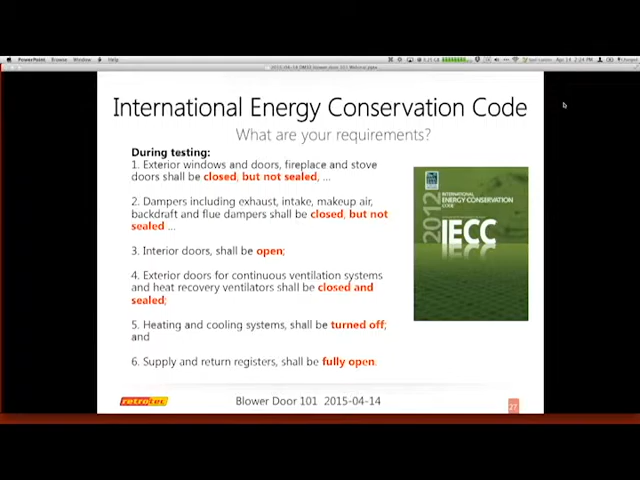 PowerPoint Browse Window Help
International Energy Conservation Code
What are your requirements?
During testing:
1. Exterior windows and doors, fireplace and stove
doors shall be closed, but not sealed, ...
2. Dampers including exhaust, intake, makeup air,
backdraft and flue dampers shall be closed, but not
sealed ...
3. Interior doors, shall be open;
4. Exterior doors for continuous ventilation systems
and heat recovery ventilators shall be closed and
sealed;
5. Heating and cooling systems, shall be turned off;
and
6. Supply and return registers, shall be fully open.
2012
INTERNATIONAL
ENERGY CONSERVATION
CODE
IECC
retrotec
Blower Door 101 2015-04-14
27